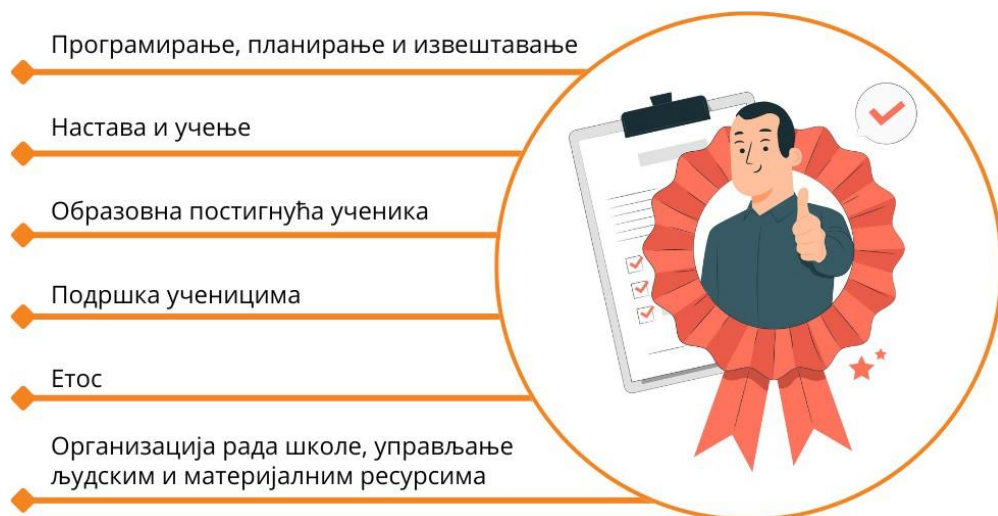 Програмирање, планирање и извештавање
Настава и учење
Образовна постигнућа ученика
Подршка ученицима
Етос
Организација рада школе, управљање
људским и материјалним ресурсима